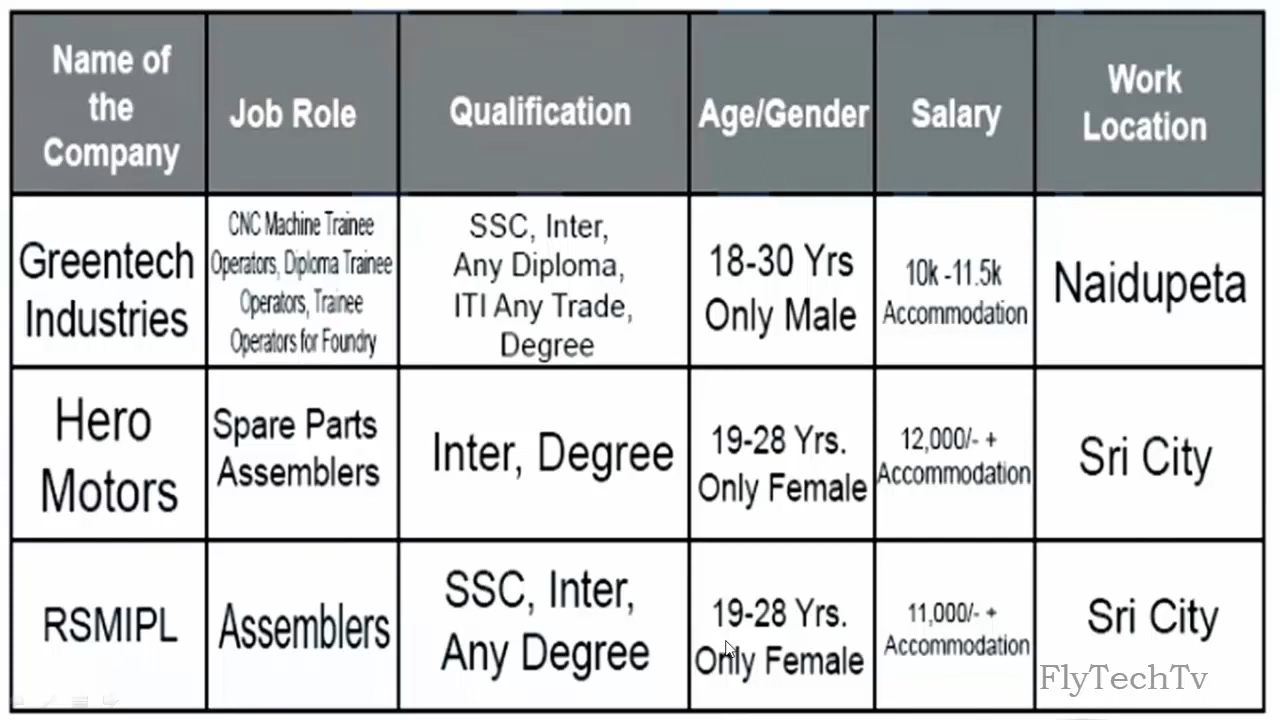 Name of
the
Company
Job Role
Qualification
Age/Gender
Salary
Work
Location
Greentech
Industries
CNC Machine Trainee
Operators, Diploma Trainee
Operators, Trainee
Operators for Foundry
SSC, Inter,
Any Diploma,
ITI Any Trade,
Degree
18-30 Yrs
Only Male
10k -11.5k
Accommodation
Naidupeta
Hero
Motors
Spare Parts
Assemblers
Inter, Degree
19-28 Yrs.
Only Female
12,000/- +
Accommodation
Sri City
RSMIPL
Assemblers
SSC, Inter,
Any Degree
19-28 Yrs.
Only Female
11,000/- +
Accommodation
Sri City
FlyTechTv